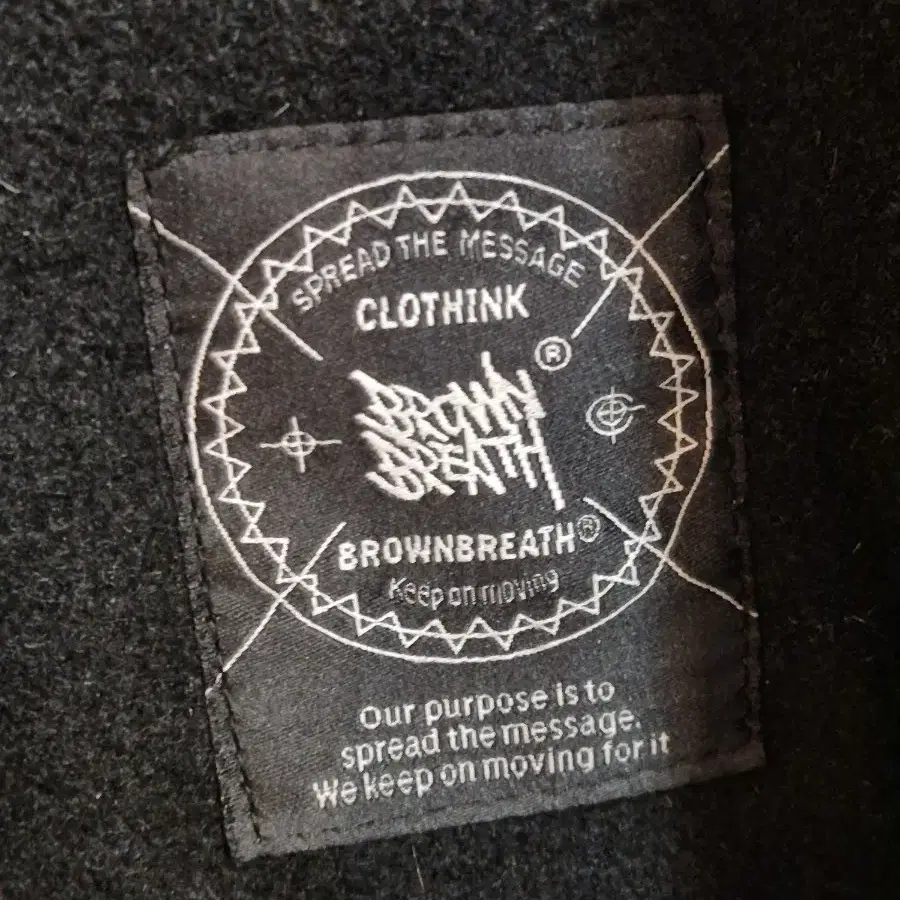 SPREAD THE MESSAGE
CLOTHINK
®
BROWN
BREATH
BROWNBREATH®
Keep on moving
Our purpose is to
spread the message.
We keep on moving for it